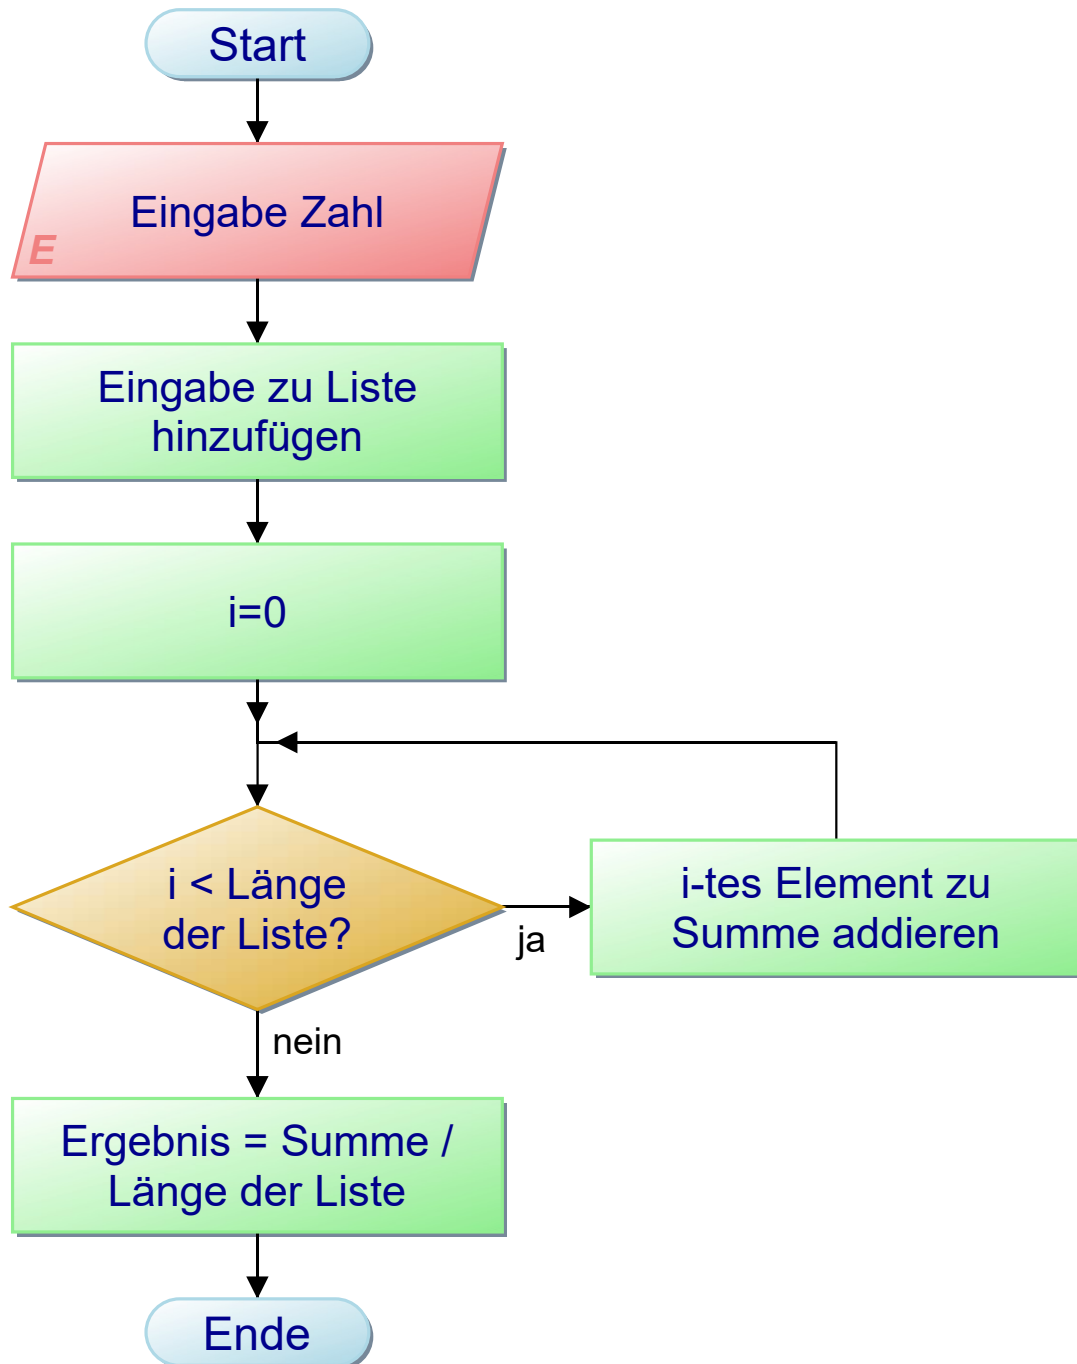 Start
Eingabe Zahl
E
Eingabe zu Liste
hinzufügen
i=0
i < Länge
der Liste?
ja
i-tes Element zu
Summe addieren
nein
Ergebnis = Summe /
Länge der Liste
Ende